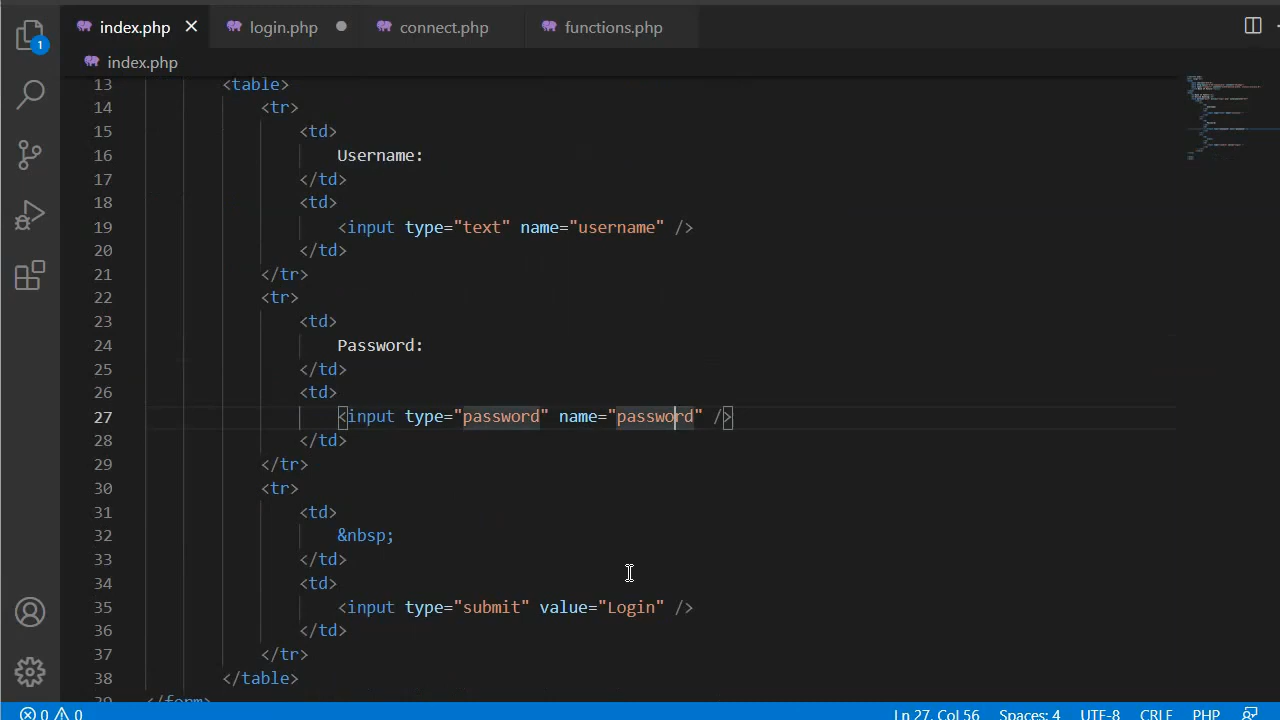 index.php × login.php connect.php functions.php
1
index.php
13 <table>
14 <tr>
15 <td>
16 Username:
17 </td>
18 <td>
19 <input type="text" name="username" />
20 </td>
21 </tr>
22 <tr>
23 <td>
24 Password:
25 </td>
26 <td>
27 <input type="password" name="password" />
28 </td>
29 </tr>
30 <tr>
31 <td>
32 &nbsp;
33 </td>
34 <td>
35 <input type="submit" value="Login" />
36 </td>
37 </tr>
38 </table>
39 </form>
0 0 Ln 27, Col 56 Spaces: 4 UTF-8 CRLF PHP